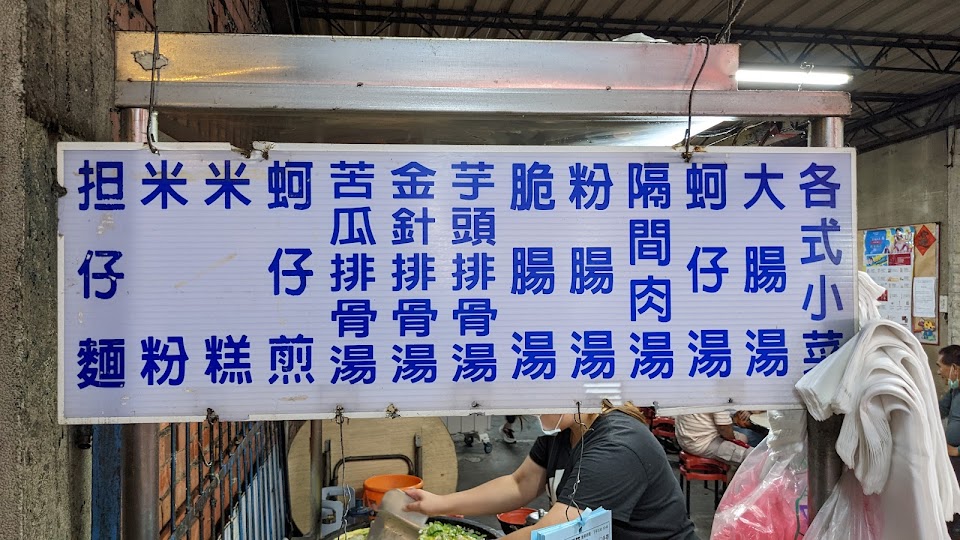 担仔麵
米粉
米糕
蚵仔煎
苦瓜排骨湯
金針排骨湯
芋頭排骨湯
脆腸湯
粉腸湯
隔間肉湯
蚵仔湯
大腸湯
各式小菜